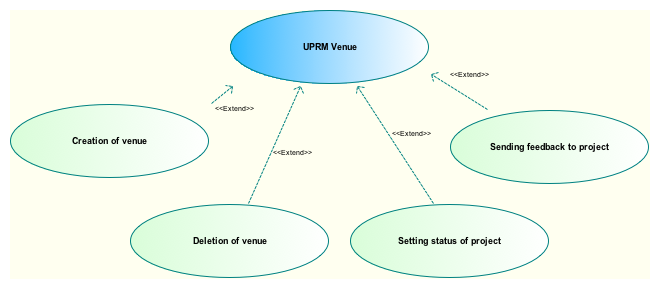 UPRM Venue
<<Extend>>
<<Extend>>
Creation of venue
<<Extend>>
Sending feedback to project
<<Extend>>
Deletion of venue
Setting status of project